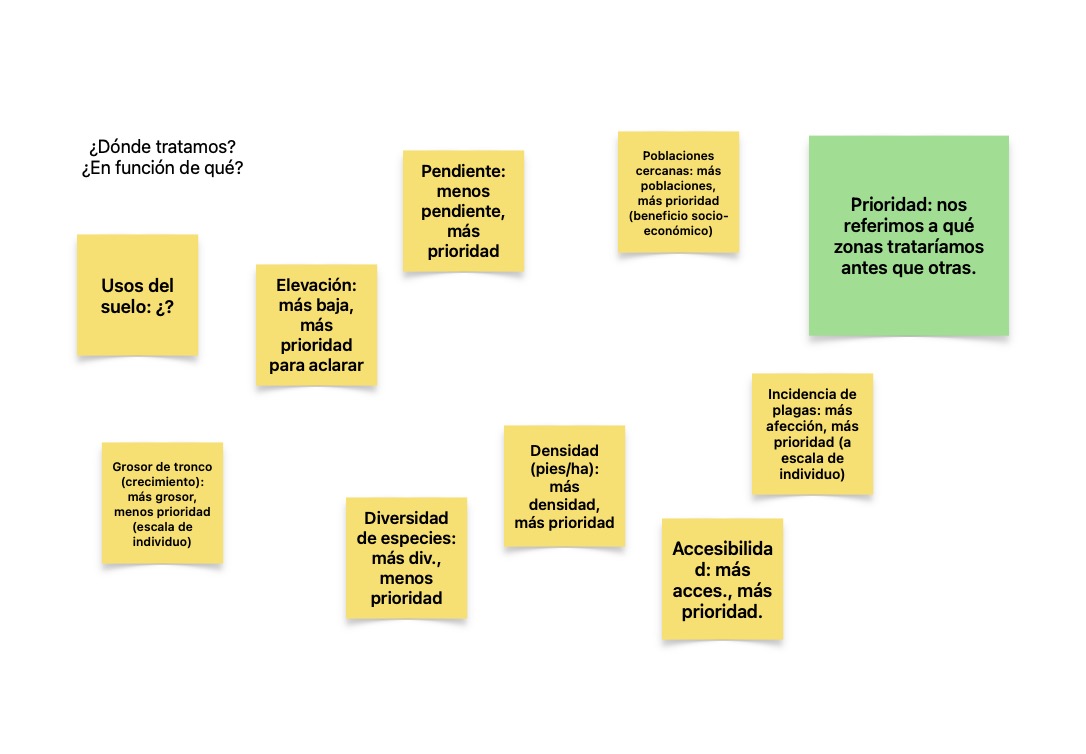 ¿Dónde tratamos?
¿En función de qué?
Pendiente:
menos
pendiente,
más
prioridad
Poblaciones
cercanas: más
poblaciones,
más prioridad
(beneficio socio-
económico)
Prioridad: nos
referimos a qué
zonas trataríamos
antes que otras.
Usos del
suelo: ¿?
Elevación:
más baja,
más
prioridad
para aclarar
Incidencia de
plagas: más
afección, más
prioridad (a
escala de
individuo)
Grosor de tronco
(crecimiento):
más grosor,
menos prioridad
(escala de
individuo)
Densidad
(pies/ha):
más
densidad,
más prioridad
Diversidad
de especies:
más div.,
menos
prioridad
Accesibilida
d: más
acces., más
prioridad.